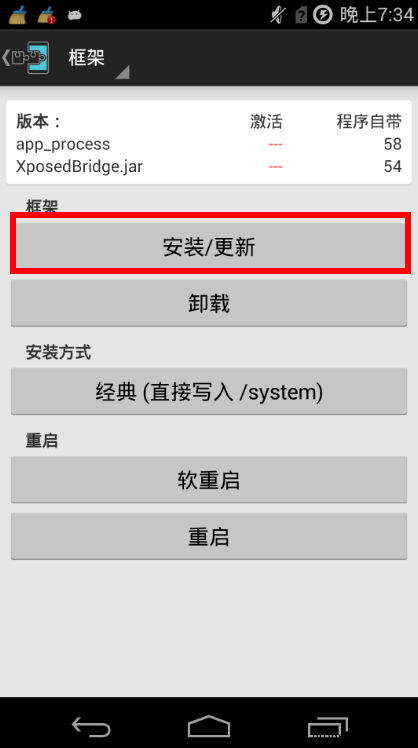 晚上7:34
框架
版本： 激活 程序自带
app_process --- 58
XposedBridge.jar --- 54
框架
安装/更新
卸载
安装方式
经典 (直接写入 /system)
重启
软重启
重启